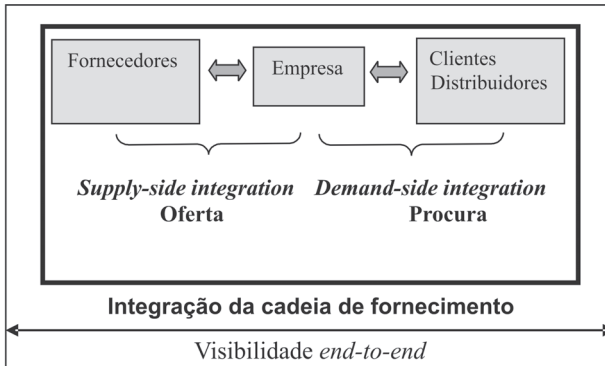 Fornecedores
Empresa
Clientes
Distribuidores
Supply-side integration
Oferta
Demand-side integration
Procura
Integração da cadeia de fornecimento
Visibilidade end-to-end